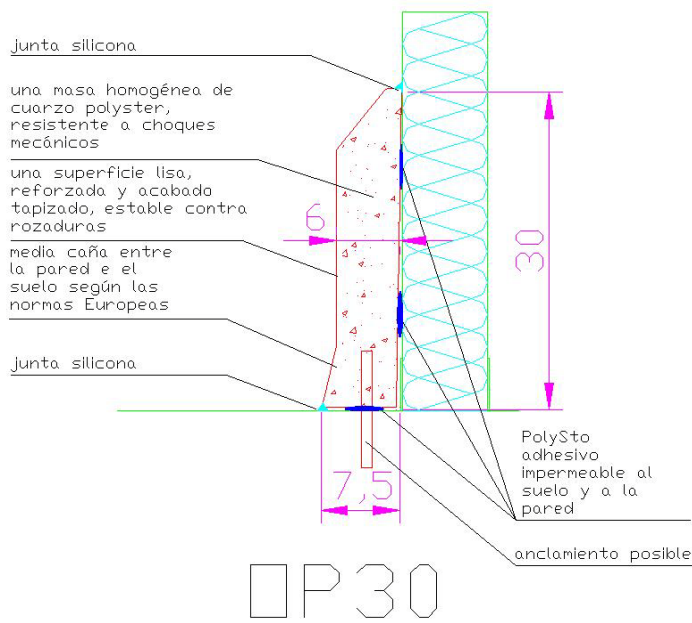 junta silicona
una masa homogénea de
cuarzo polyster,
resistente a choques
mecánicos
una superficie lisa,
reforzada y acabado
tapizado, estable contra
rozaduras
media caña entre
la pared e el
suelo según las
normas Europeas
junta silicona
6
30
7,5
PolySto
adhesivo
impermeable al
suelo y a la
pared
anclamiento posible
▯P30